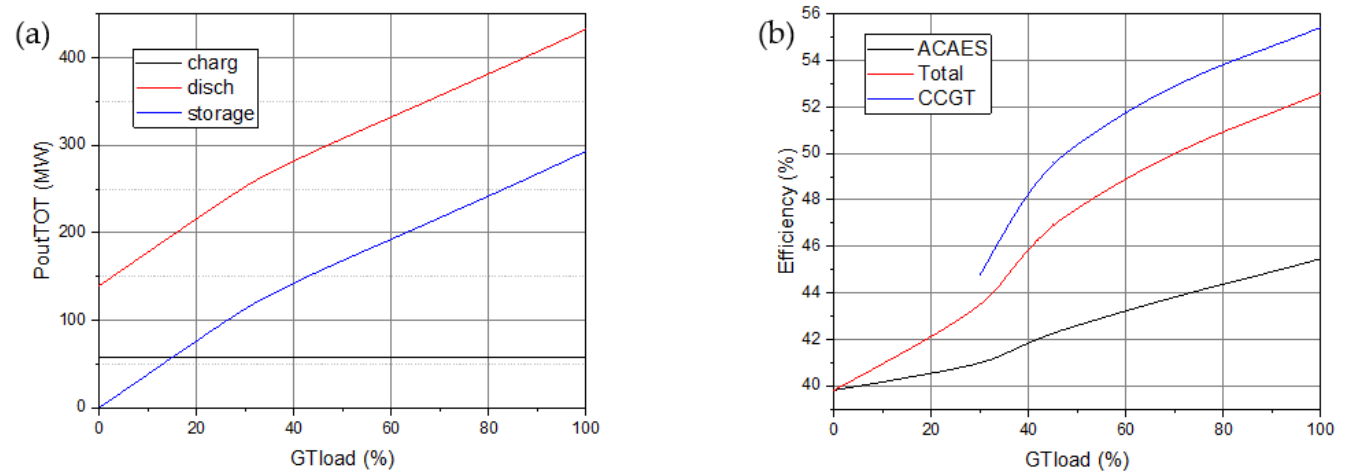 (a)
PoutTOT (MW)
400
300
200
100
0
charg
disch
storage
0 20 40 60 80 100
GTload (%)
(b)
Efficiency (%)
56
54
52
50
48
46
44
42
40
ACAES
Total
CCGT
0 20 40 60 80 100
GTload (%)